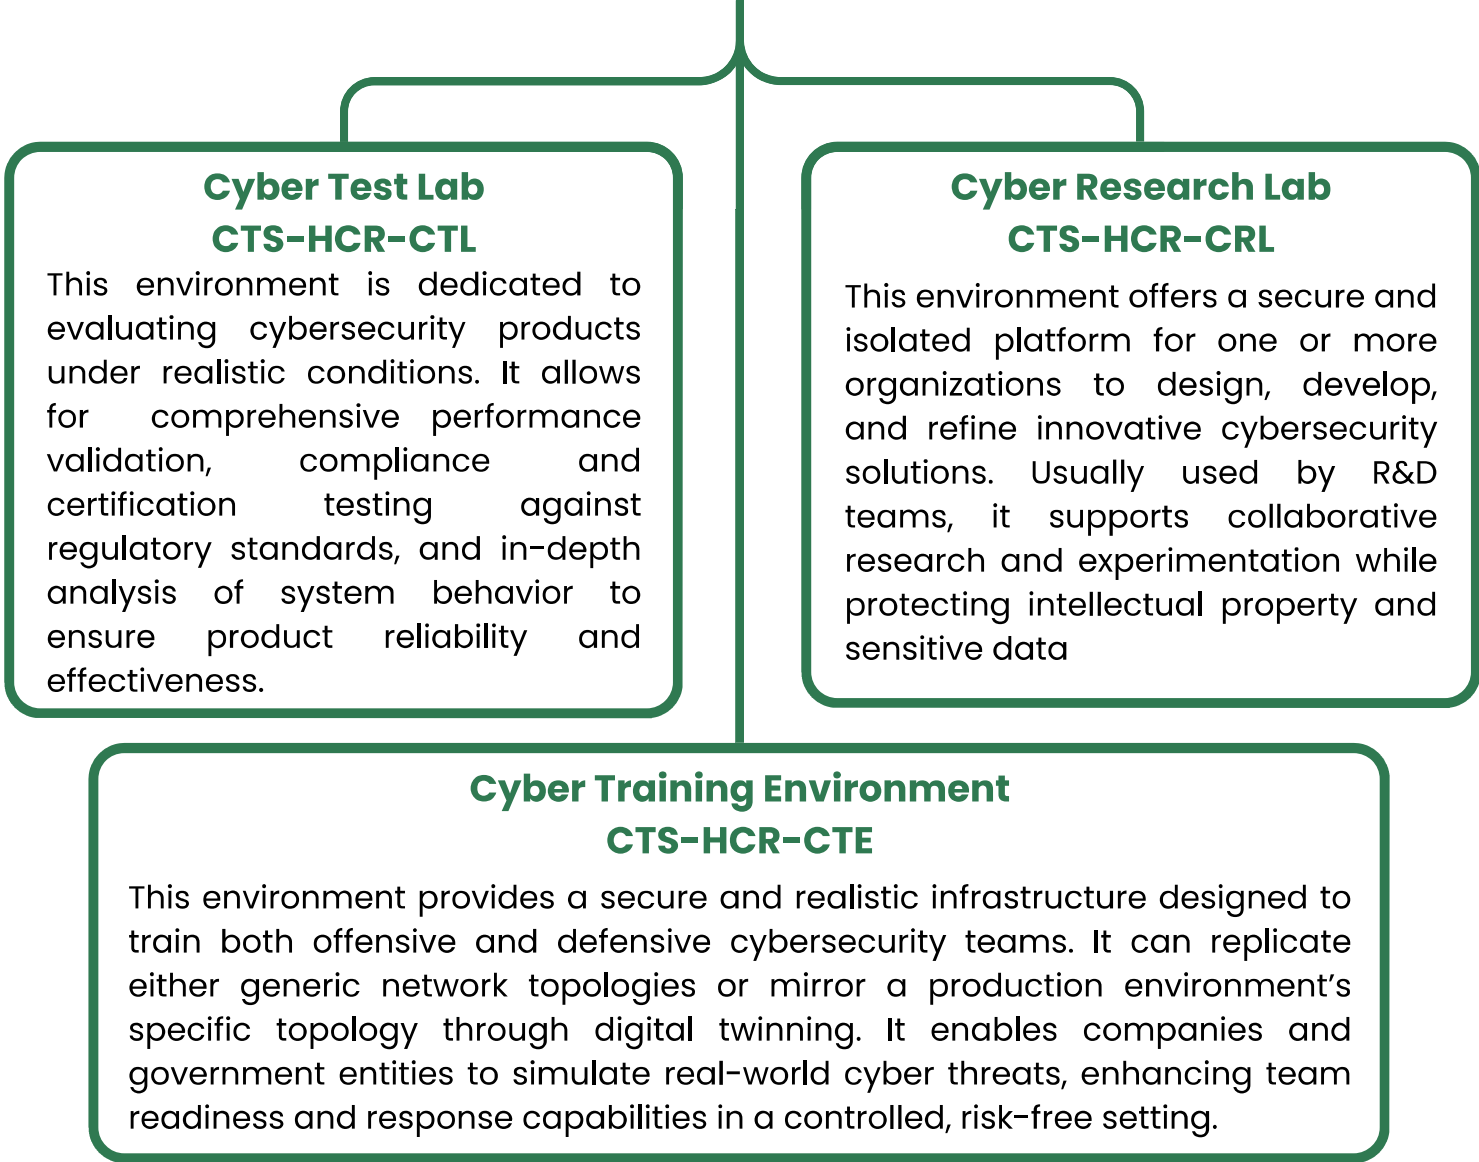 Cyber Test Lab
CTS-HCR-CTL
This environment is dedicated to
evaluating cybersecurity products
under realistic conditions. It allows
for comprehensive performance
validation, compliance and
certification testing against
regulatory standards, and in-depth
analysis of system behavior to
ensure product reliability and
effectiveness.
Cyber Research Lab
CTS-HCR-CRL
This environment offers a secure and
isolated platform for one or more
organizations to design, develop,
and refine innovative cybersecurity
solutions. Usually used by R&D
teams, it supports collaborative
research and experimentation while
protecting intellectual property and
sensitive data
Cyber Training Environment
CTS-HCR-CTE
This environment provides a secure and realistic infrastructure designed to
train both offensive and defensive cybersecurity teams. It can replicate
either generic network topologies or mirror a production environment’s
specific topology through digital twinning. It enables companies and
government entities to simulate real-world cyber threats, enhancing team
readiness and response capabilities in a controlled, risk-free setting.